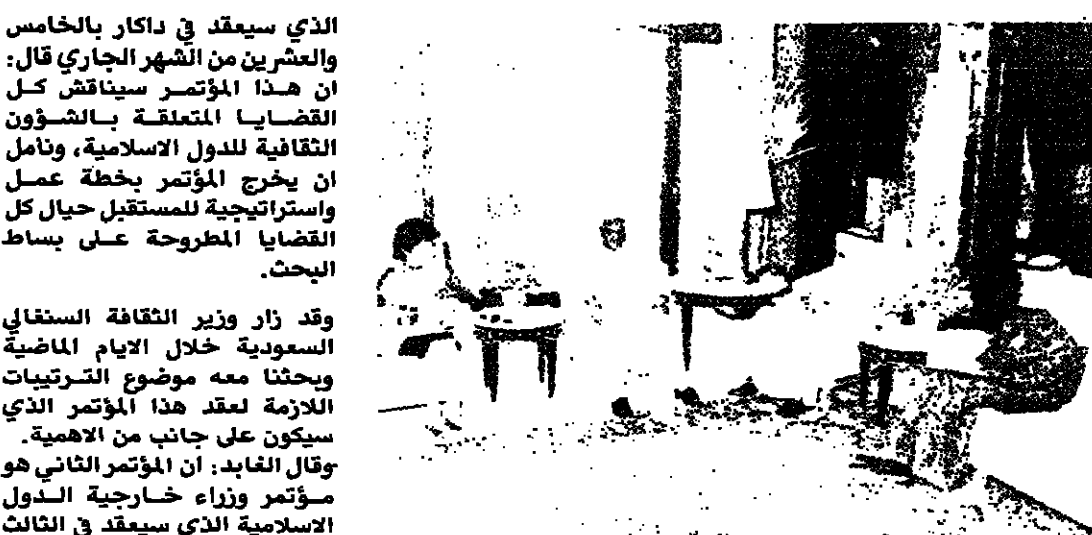 الذي سيعقد في داكار بالخامس
والعشرين من الشهر الجاري قال:
ان هذا المؤتمر سيناقش كل
القضايا المتعلقة بالشؤون
الثقافية للدول الاسلامية، ونأمل
ان يخرج المؤتمر بخطة عمل
واستراتيجية للمستقبل حيال كل
القضايا المطروحة على بساط
البحث.
وقد زار وزير الثقافة السنغالي
السعودية خلال الايام الماضية
وبحثنا معه موضوع الترتيبات
اللازمة لعقد هذا المؤتمر الذي
سيكون على جانب من الاهمية.
وقال الغابد: ان المؤتمر الثاني هو
مؤتمر وزراء خارجية الدول
الاسلامية الذي سيعقد في الثالث